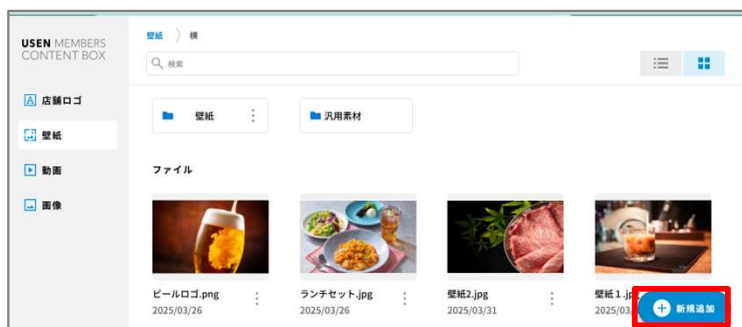 USEN MEMBERS
CONTENT BOX
壁紙 〉 横
検索
店舗ロゴ
壁紙
動画
画像
壁紙
汎用素材
ファイル
ビールロゴ.png
2025/03/26
ランチセット.jpg
2025/03/26
壁紙2.jpg
2025/03/31
壁紙１.jpg
2025/03/
新規追加